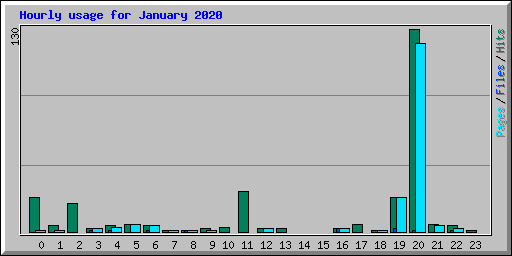 Hourly usage for January 2020
130
Pages/Files/Hits
0 1 2 3 4 5 6 7 8 9 10 11 12 13 14 15 16 17 18 19 20 21 22 23